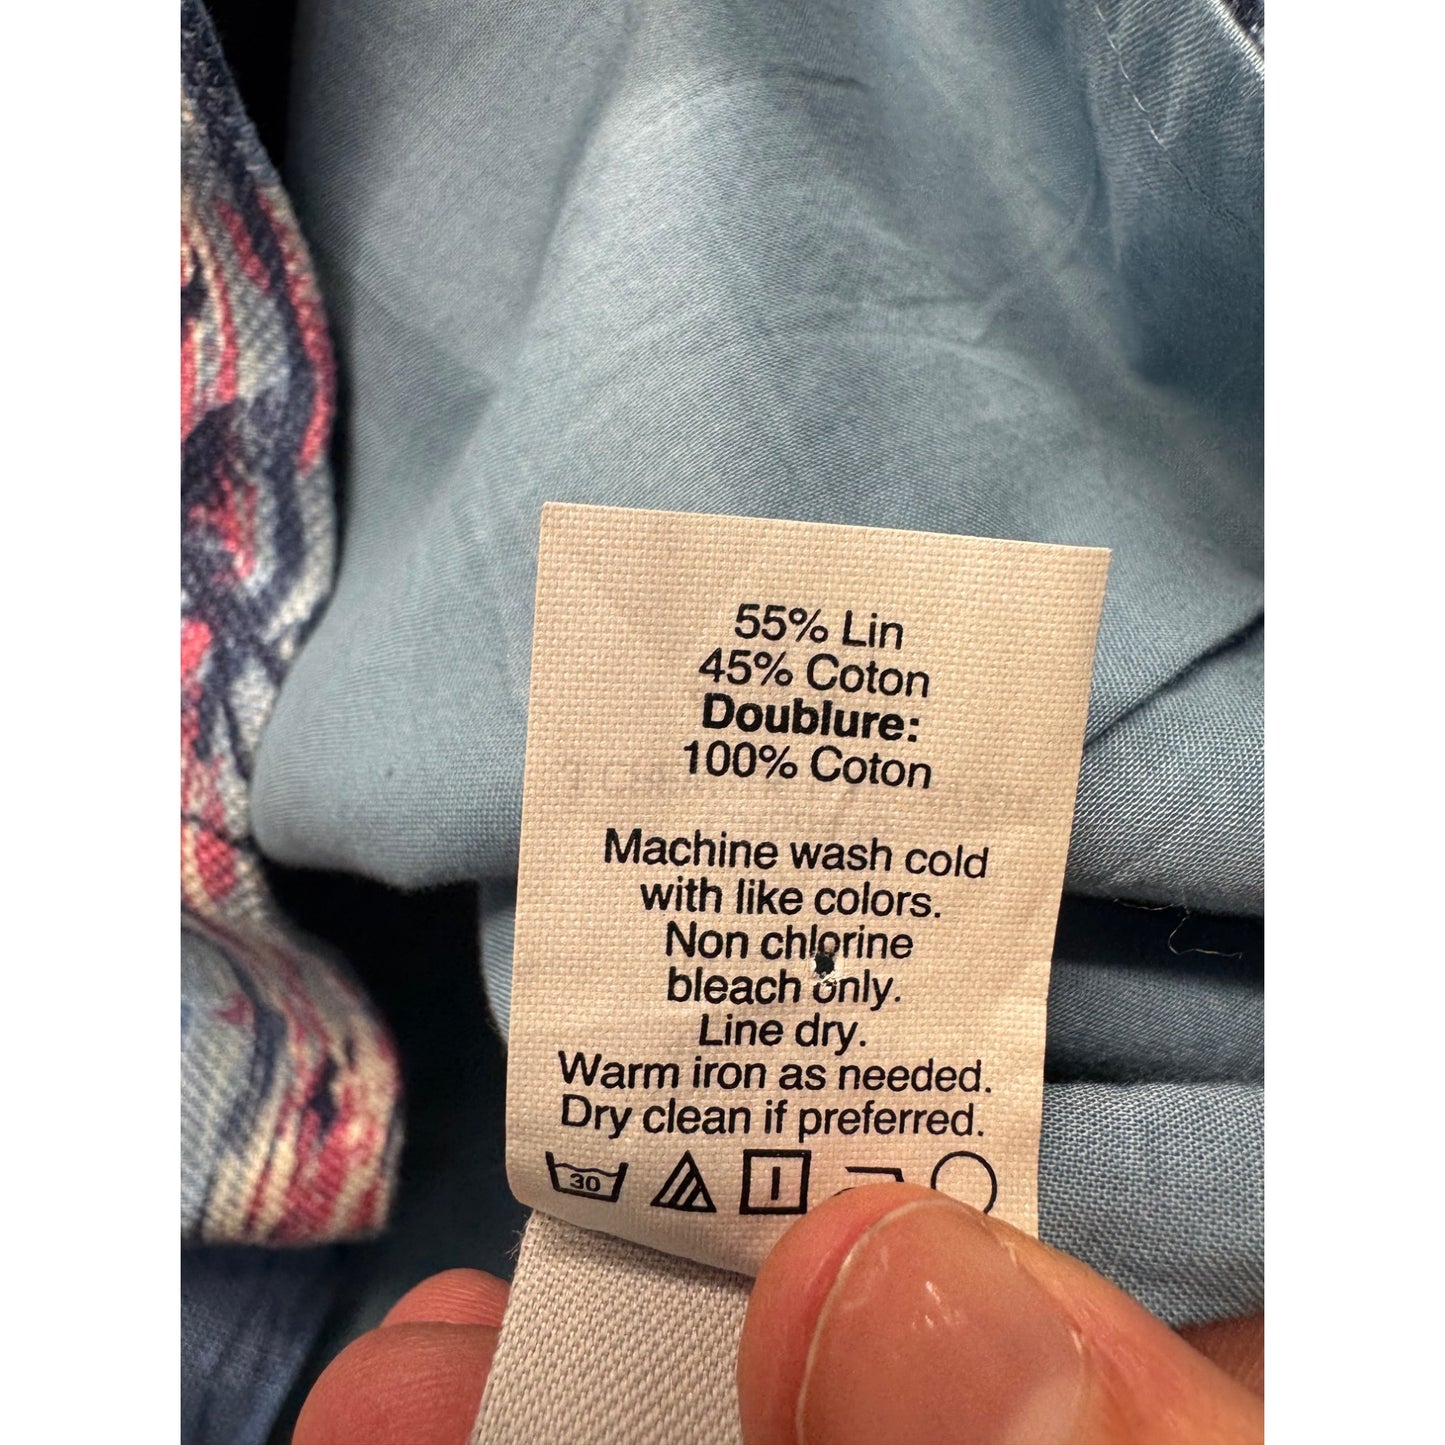 55% Lin
45% Coton
Doublure:
100% Coton
Machine wash cold
with like colors.
Non chlorine
bleach only.
Line dry.
Warm iron as needed.
Dry clean if preferred.
30